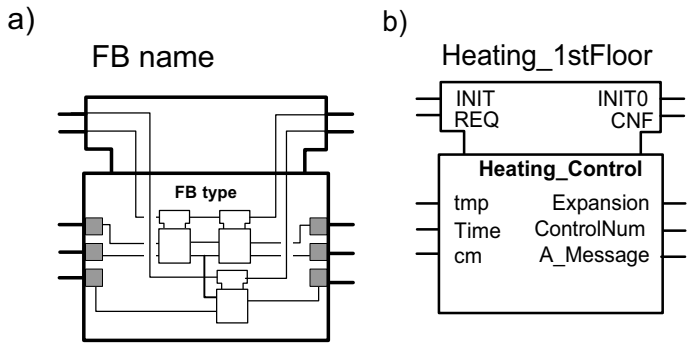 a)
FB name
FB type
b)
Heating_1stFloor
INIT INIT0
REQ CNF
Heating_Control
tmp Expansion
Time ControlNum
cm A_Message